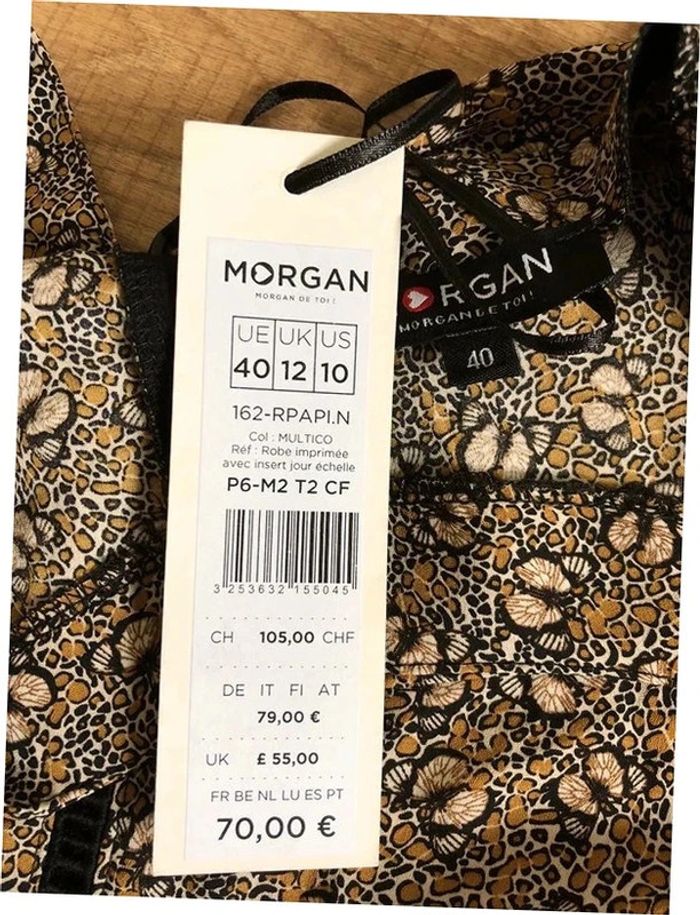 MORGAN
MORGAN DE TOI !
UE UK US
40 12 10
162-RPAPI.N
Col : MULTICO
Réf : Robe imprimée
avec insert jour échelle
P6-M2 T2 CF
3 253632 155045
CH 105,00 CHF
DE IT FI AT
79,00 €
UK £ 55,00
FR BE NL LU ES PT
70,00 €
ORGAN
MORGAN DE TOI !
40